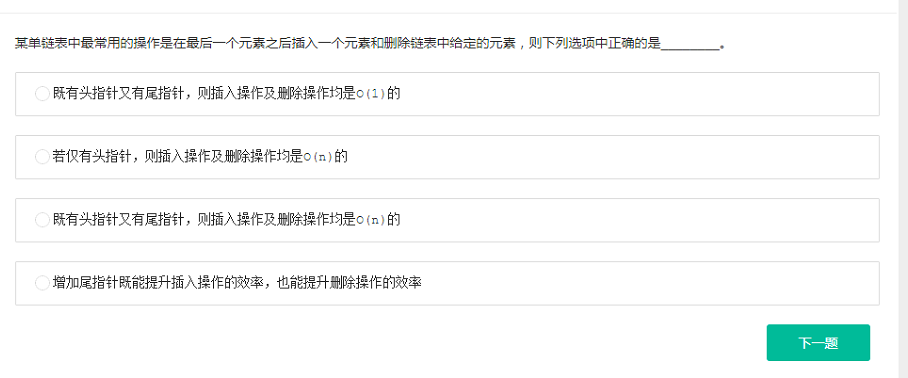 某单链表中最常用的操作是在最后一个元素之后插入一个元素和删除链表中给定的元素，则下列选项中正确的是________。
既有头指针又有尾指针，则插入操作及删除操作均是O(1)的
若仅有头指针，则插入操作及删除操作均是O(n)的
既有头指针又有尾指针，则插入操作及删除操作均是O(n)的
增加尾指针既能提升插入操作的效率，也能提升删除操作的效率
下一题